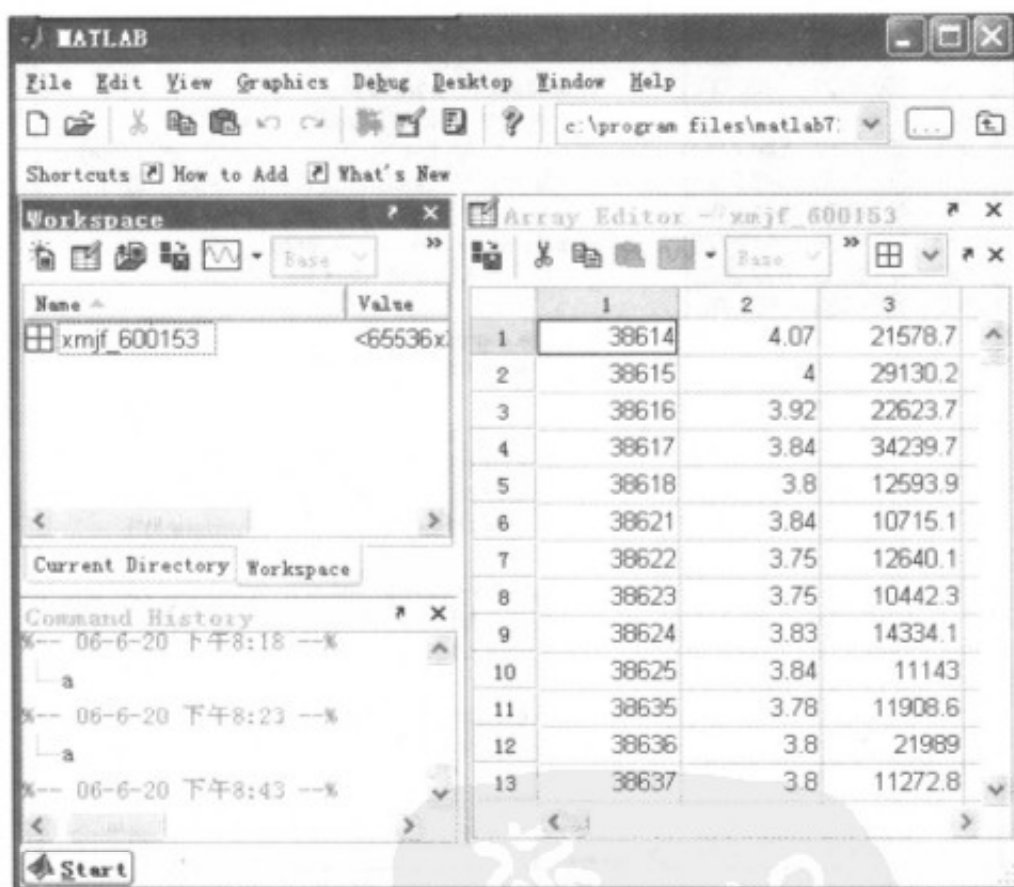 MATLAB
File Edit View Graphics Debug Desktop Window Help
c:\program files\matlab7:
Shortcuts How to Add What's New
Workspace
Base
Name Value
xmjf_600153 <65536x
Current Directory Workspace
Command History
%-- 06-6-20 下午8:18 --%
a
%-- 06-6-20 下午8:23 --%
a
%-- 06-6-20 下午8:43 --%
Array Editor - xmjf_600153
Base
1 2 3
1 38614 4.07 21578.7
2 38615 4 29130.2
3 38616 3.92 22623.7
4 38617 3.84 34239.7
5 38618 3.8 12593.9
6 38621 3.84 10715.1
7 38622 3.75 12640.1
8 38623 3.75 10442.3
9 38624 3.83 14334.1
10 38625 3.84 11143
11 38635 3.78 11908.6
12 38636 3.8 21989
13 38637 3.8 11272.8
Start